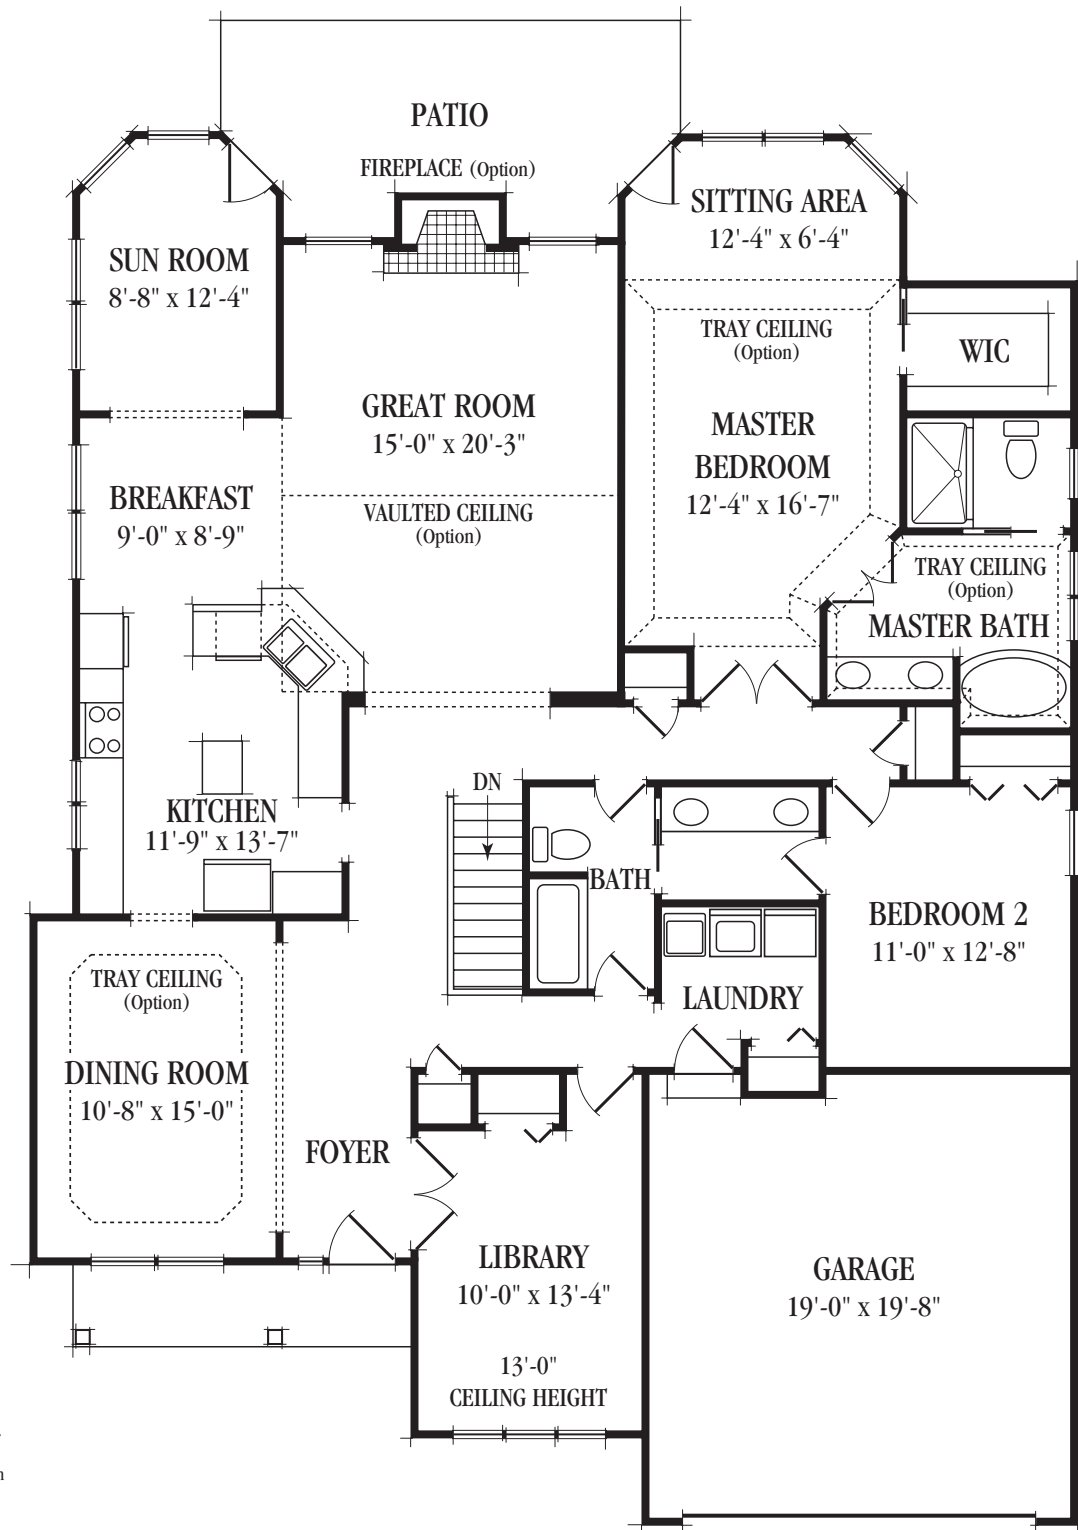 PATIO
FIREPLACE (Option)
SITTING AREA
12'-4" x 6'-4"
SUN ROOM
8'-8" x 12'-4"
TRAY CEILING
(Option)
WIC
GREAT ROOM
15'-0" x 20'-3"
MASTER
BEDROOM
12'-4" x 16'-7"
BREAKFAST
9'-0" x 8'-9"
VAULTED CEILING
(Option)
TRAY CEILING
(Option)
MASTER BATH
DN
KITCHEN
11'-9" x 13'-7"
BATH
BEDROOM 2
11'-0" x 12'-8"
TRAY CEILING
(Option)
LAUNDRY
DINING ROOM
10'-8" x 15'-0"
FOYER
LIBRARY
10'-0" x 13'-4"
GARAGE
19'-0" x 19'-8"
13'-0"
CEILING HEIGHT